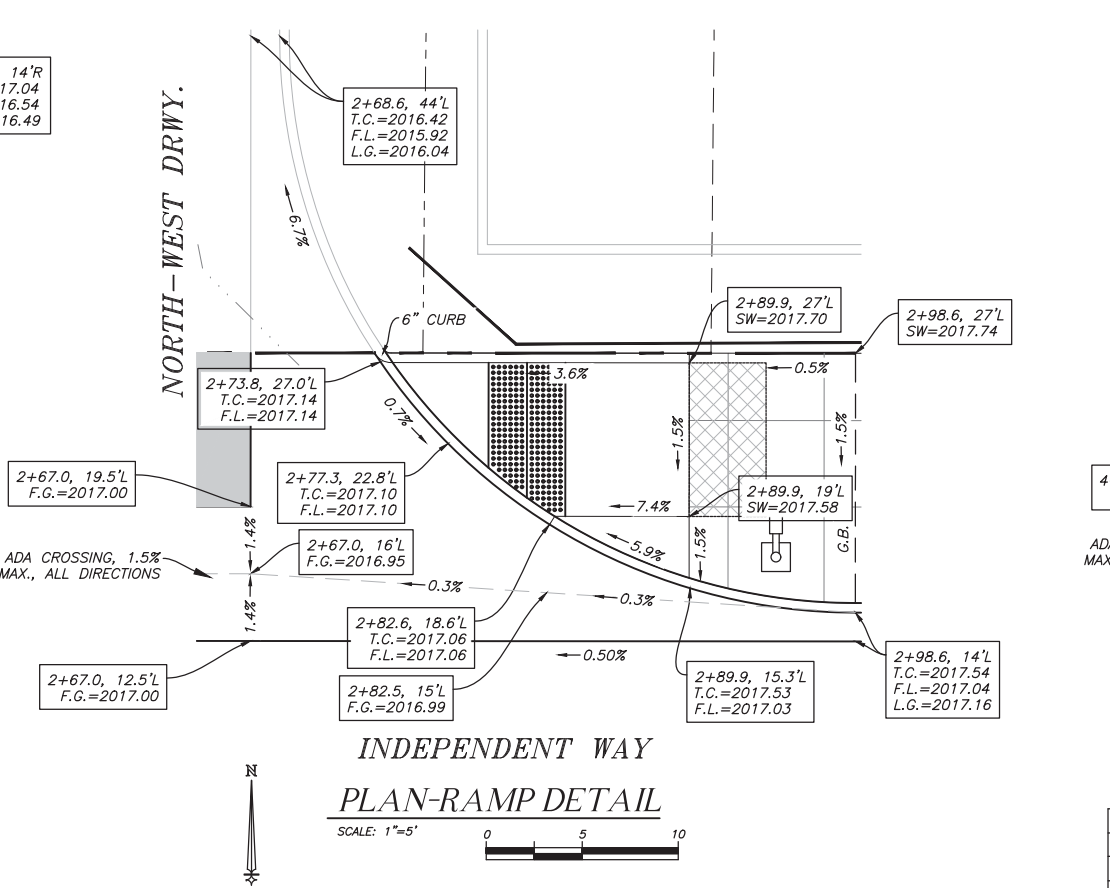 14'R
17.04
16.54
16.49
NORTH-WEST DRWY.
2+68.6, 44'L
T.C.=2016.42
F.L.=2015.92
L.G.=2016.04
6.7%
6" CURB
2+89.9, 27'L
SW=2017.70
2+98.6, 27'L
SW=2017.74
2+73.8, 27.0'L
T.C.=2017.14
F.L.=2017.14
3.6%
0.5%
0.7%
1.5%
1.5%
2+67.0, 19.5'L
F.G.=2017.00
2+77.3, 22.8'L
T.C.=2017.10
F.L.=2017.10
2+89.9, 19'L
SW=2017.58
7.4%
5.9%
1.5%
G.B.
1.4%
2+67.0, 16'L
F.G.=2016.95
ADA CROSSING, 1.5%
MAX., ALL DIRECTIONS
0.3%
0.3%
1.4%
2+82.6, 18.6'L
T.C.=2017.06
F.L.=2017.06
0.50%
2+67.0, 12.5'L
F.G.=2017.00
2+82.5, 15'L
F.G.=2016.99
2+89.9, 15.3'L
T.C.=2017.53
F.L.=2017.03
2+98.6, 14'L
T.C.=2017.54
F.L.=2017.04
L.G.=2017.16
4
ADA
MAX
INDEPENDENT WAY
N
PLAN-RAMP DETAIL
SCALE: 1"=5'
0 5 10